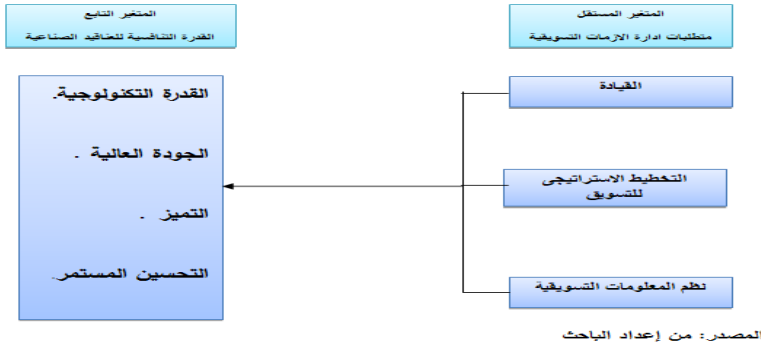 المتغير المستقل
متطلبات ادارة الازمات التسويقية
المتغير التابع
القدرة التنافسية للعناقيد الصناعية
القيادة
التخطيط الاستراتيجى
للتسويق
نظم المعلومات التسويقية
القدرة التكنولوجية.
الجودة العالية .
التميز .
التحسين المستمر.
المصدر: من إعداد الباحث